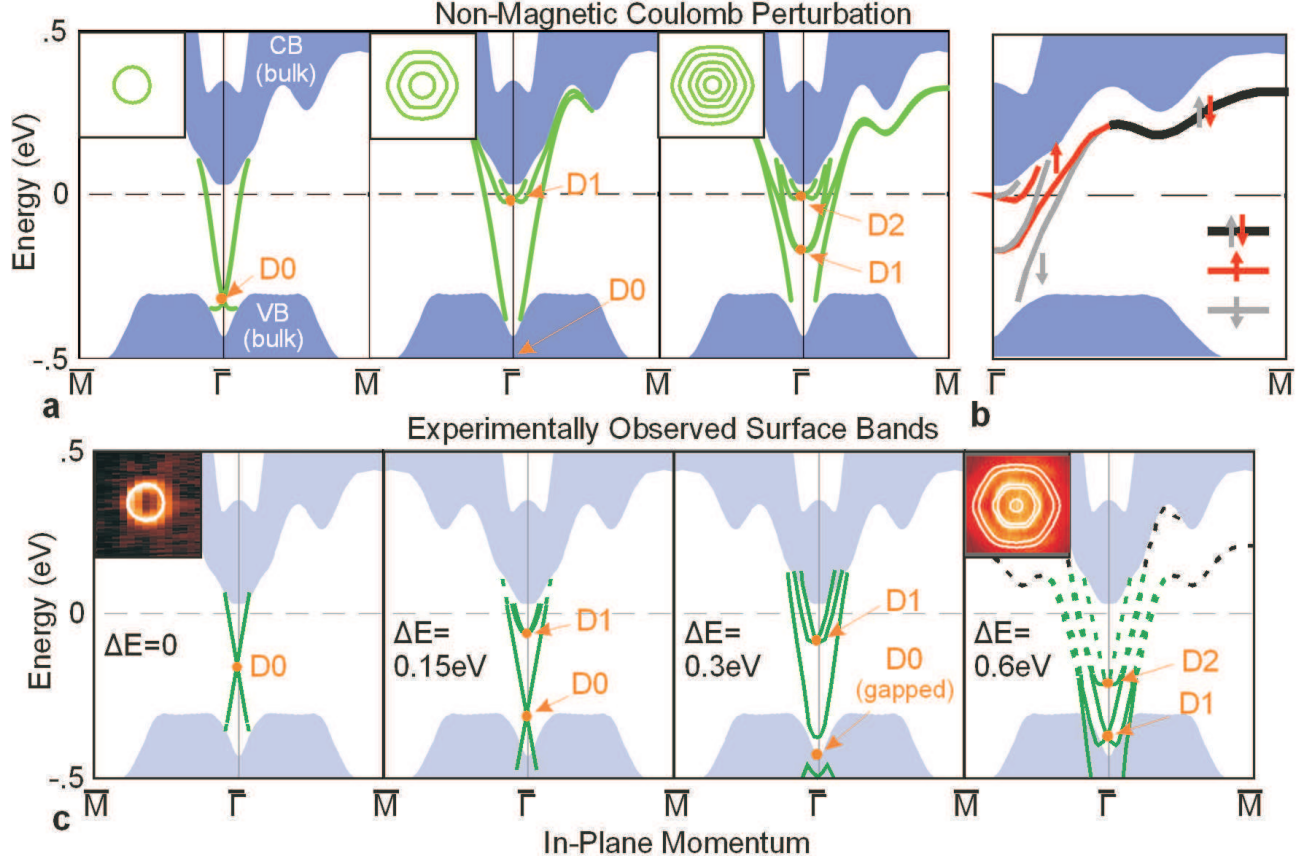 Non-Magnetic Coulomb Perturbation
.5
0
-.5
Energy (eV)
CB
(bulk)
D0
VB
(bulk)
D1
D0
D2
D1
M̅ Γ̅ M̅ Γ̅ M̅ Γ̅ M̅ Γ̅ M̅
a
b
Experimentally Observed Surface Bands
.5
0
-.5
Energy (eV)
ΔE=0
D0
ΔE=
0.15eV
D1
D0
ΔE=
0.3eV
D1
D0
(gapped)
ΔE=
0.6eV
D2
D1
M̅ Γ̅ M̅ Γ̅ M̅ Γ̅ M̅ Γ̅ M̅
c
In-Plane Momentum